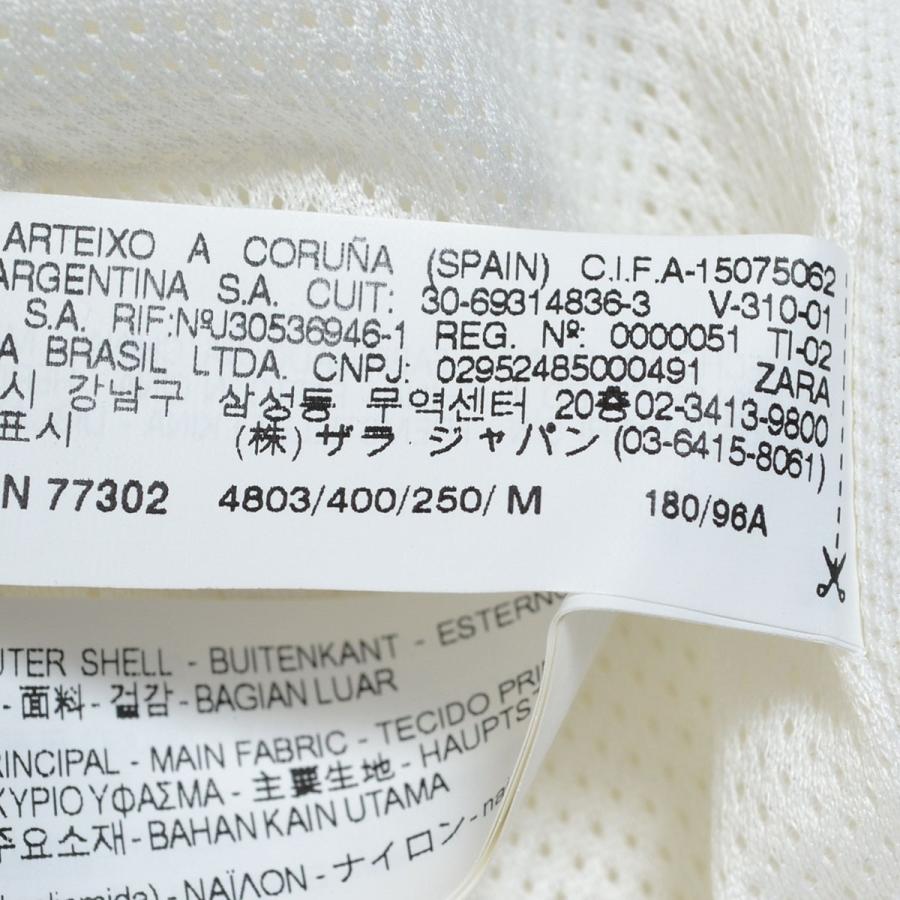 ARTEIXO A CORUÑA (SPAIN) C.I.F.A-15075062
ARGENTINA S.A. CUIT: 30-69314836-3 V-310-01
S.A. RIF:NºJ30536946-1 REG. Nº: 0000051 TI-02
A BRASIL LTDA. CNPJ: 02952485000491 ZARA
시 강남구 삼성동 무역센터 20층02-3413-9800
표시 (株) ザラ ジャパン (03-6415-8061)
N 77302 4803/400/250/ M 180/96A
UTER SHELL - BUITENKANT - ESTERNO
- 面料 - 겉감 - BAGIAN LUAR
RINCIPAL - MAIN FABRIC - TECIDO PRI
ΚΥΡΙΟ ΥΦΑΣΜΑ - 主要生地 - HAUPTS
주요소재 - BAHAN KAIN UTAMA
- ΝΑΪΛΟΝ - ナイロン - na